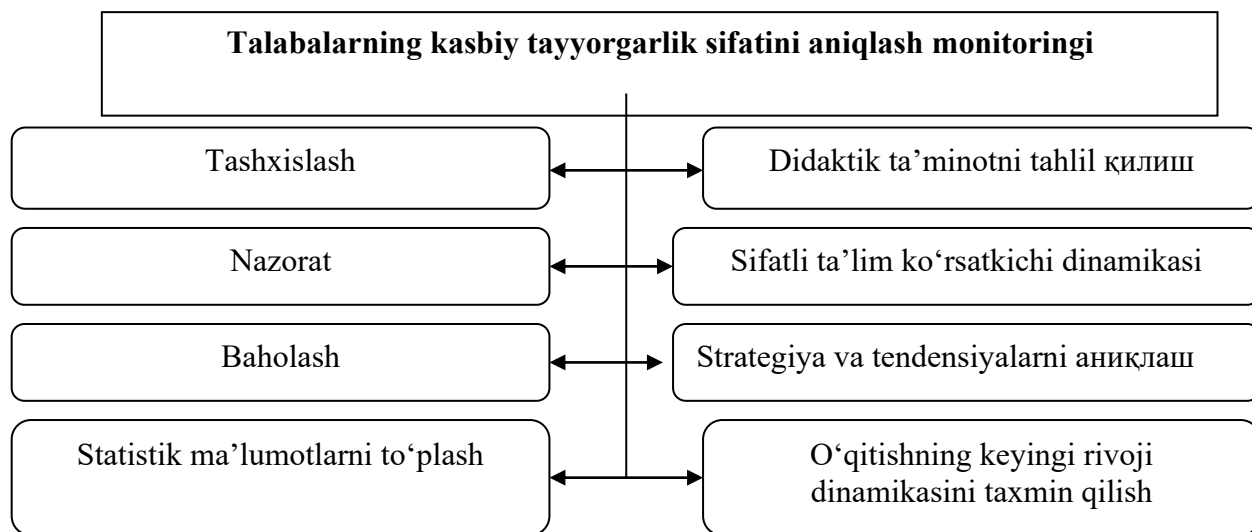 Talabalarning kasbiy tayyorgarlik sifatini aniqlash monitoringi
Tashxislash
Didaktik ta’minotni tahlil қилиш
Nazorat
Sifatli ta’lim ko‘rsatkichi dinamikasi
Baholash
Strategiya va tendensiyalarni аниқлаш
Statistik ma’lumotlarni to‘plash
O‘qitishning keyingi rivoji
dinamikasini taxmin qilish